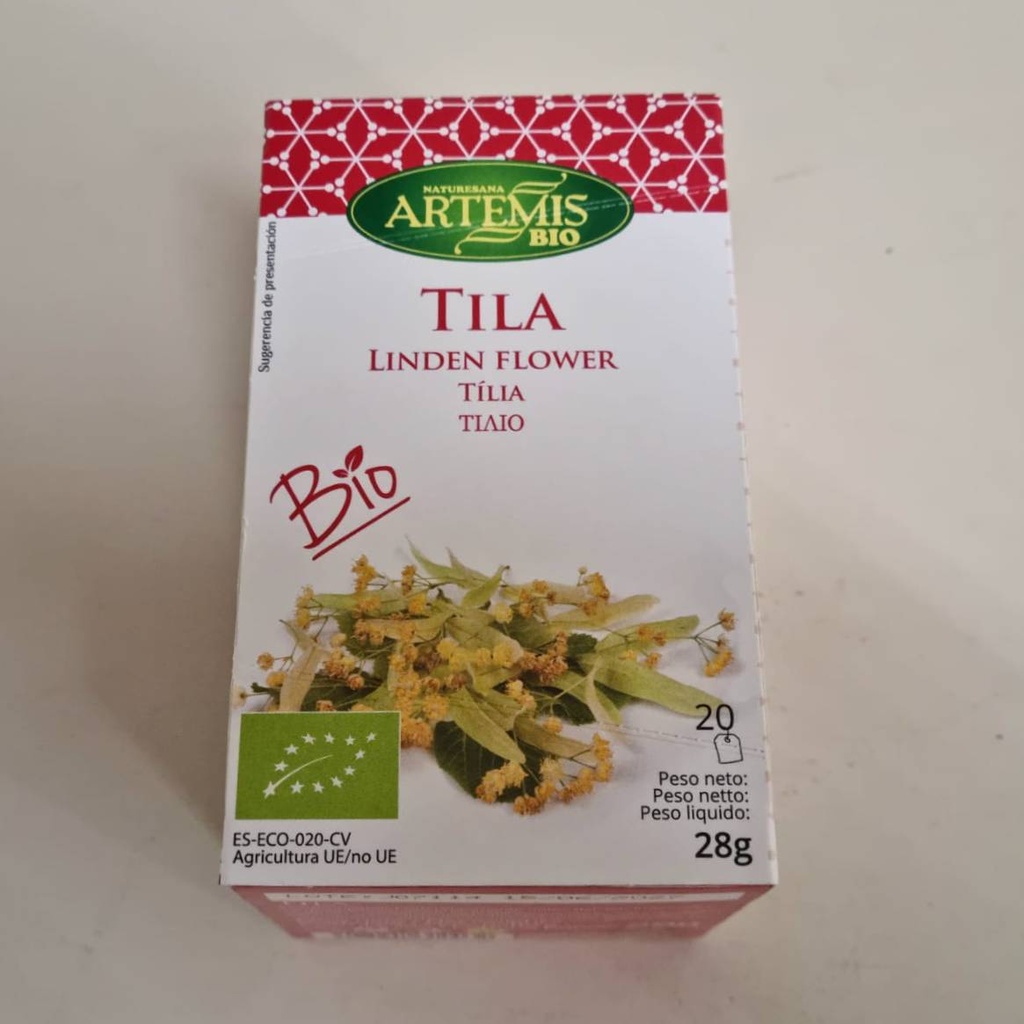 NATURESANA
ARTEMIS
BIO
Sugerencia de presentación
TILA
LINDEN FLOWER
TÍLIA
ΤΙΛΙΟ
Bio
20
Peso neto:
Peso netto:
Peso liquido:
28g
ES-ECO-020-CV
Agricultura UE/no UE